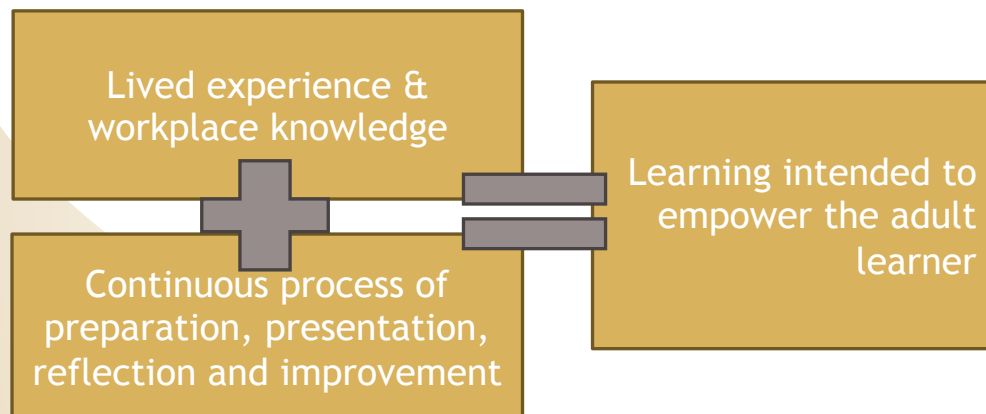 Lived experience &
workplace knowledge
Continuous process of
preparation, presentation,
reflection and improvement
Learning intended to
empower the adult
learner